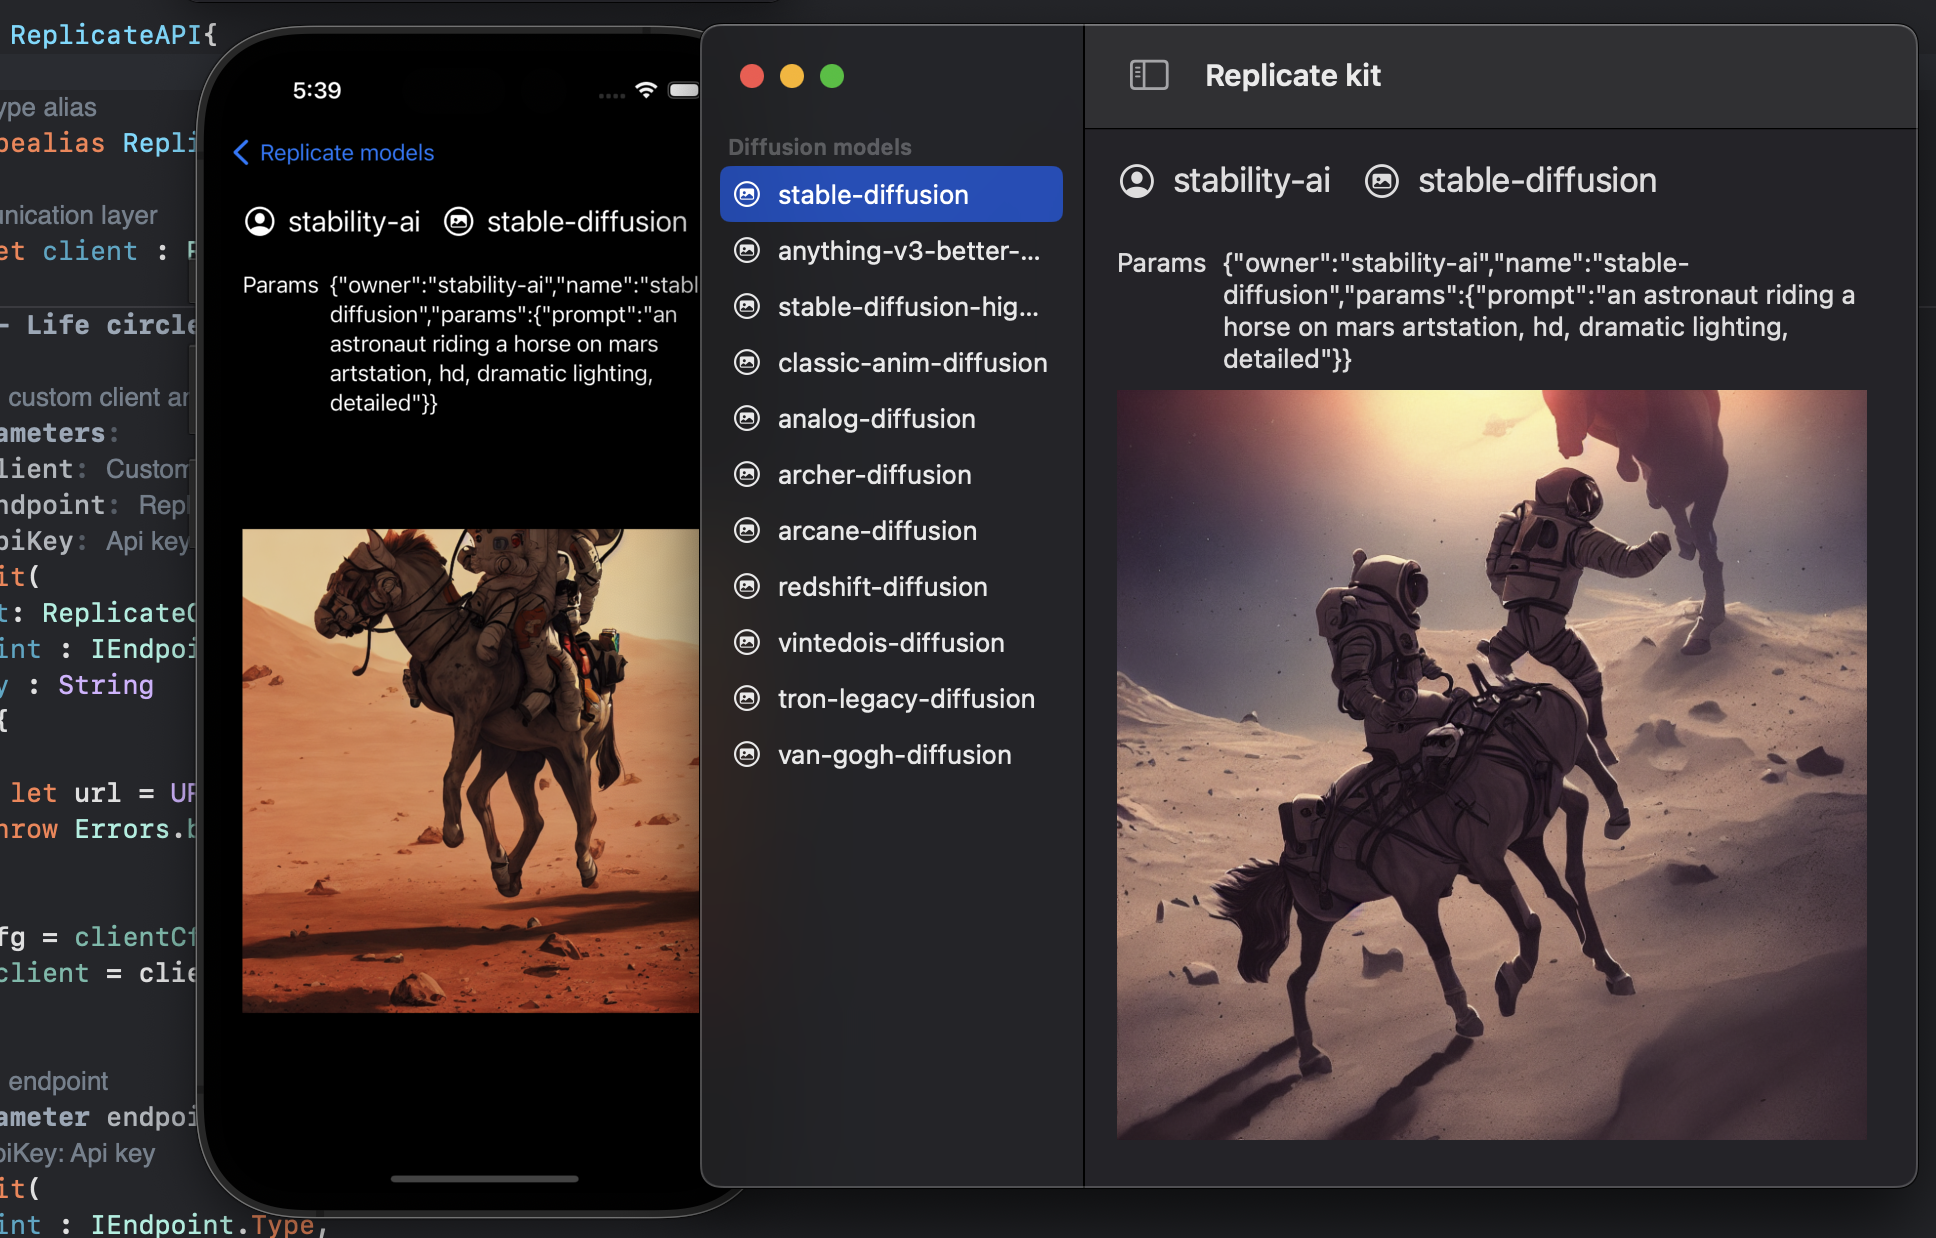 ReplicateAPI{
ype alias
pealias Repli
unication layer
et client :
- Life circle
custom client an
ameters:
lient: Custom
ndpoint: Repl
piKey: Api key
it(
t: ReplicateC
int : IEndpoi
y : String
{
let url = UR
hrow Errors.b
fg = clientCf
client = clie
endpoint
ameter endpoi
piKey: Api key
it(
int : IEndpoint.Type,
5:39
Replicate models
stability-ai stable-diffusion
Params {"owner":"stability-ai","name":"stabl
diffusion","params":{"prompt":"an
astronaut riding a horse on mars
artstation, hd, dramatic lighting,
detailed"}}
Diffusion models
stable-diffusion
anything-v3-better-...
stable-diffusion-hig...
classic-anim-diffusion
analog-diffusion
archer-diffusion
arcane-diffusion
redshift-diffusion
vintedois-diffusion
tron-legacy-diffusion
van-gogh-diffusion
Replicate kit
stability-ai stable-diffusion
Params {"owner":"stability-ai","name":"stable-
diffusion","params":{"prompt":"an astronaut riding a
horse on mars artstation, hd, dramatic lighting,
detailed"}}